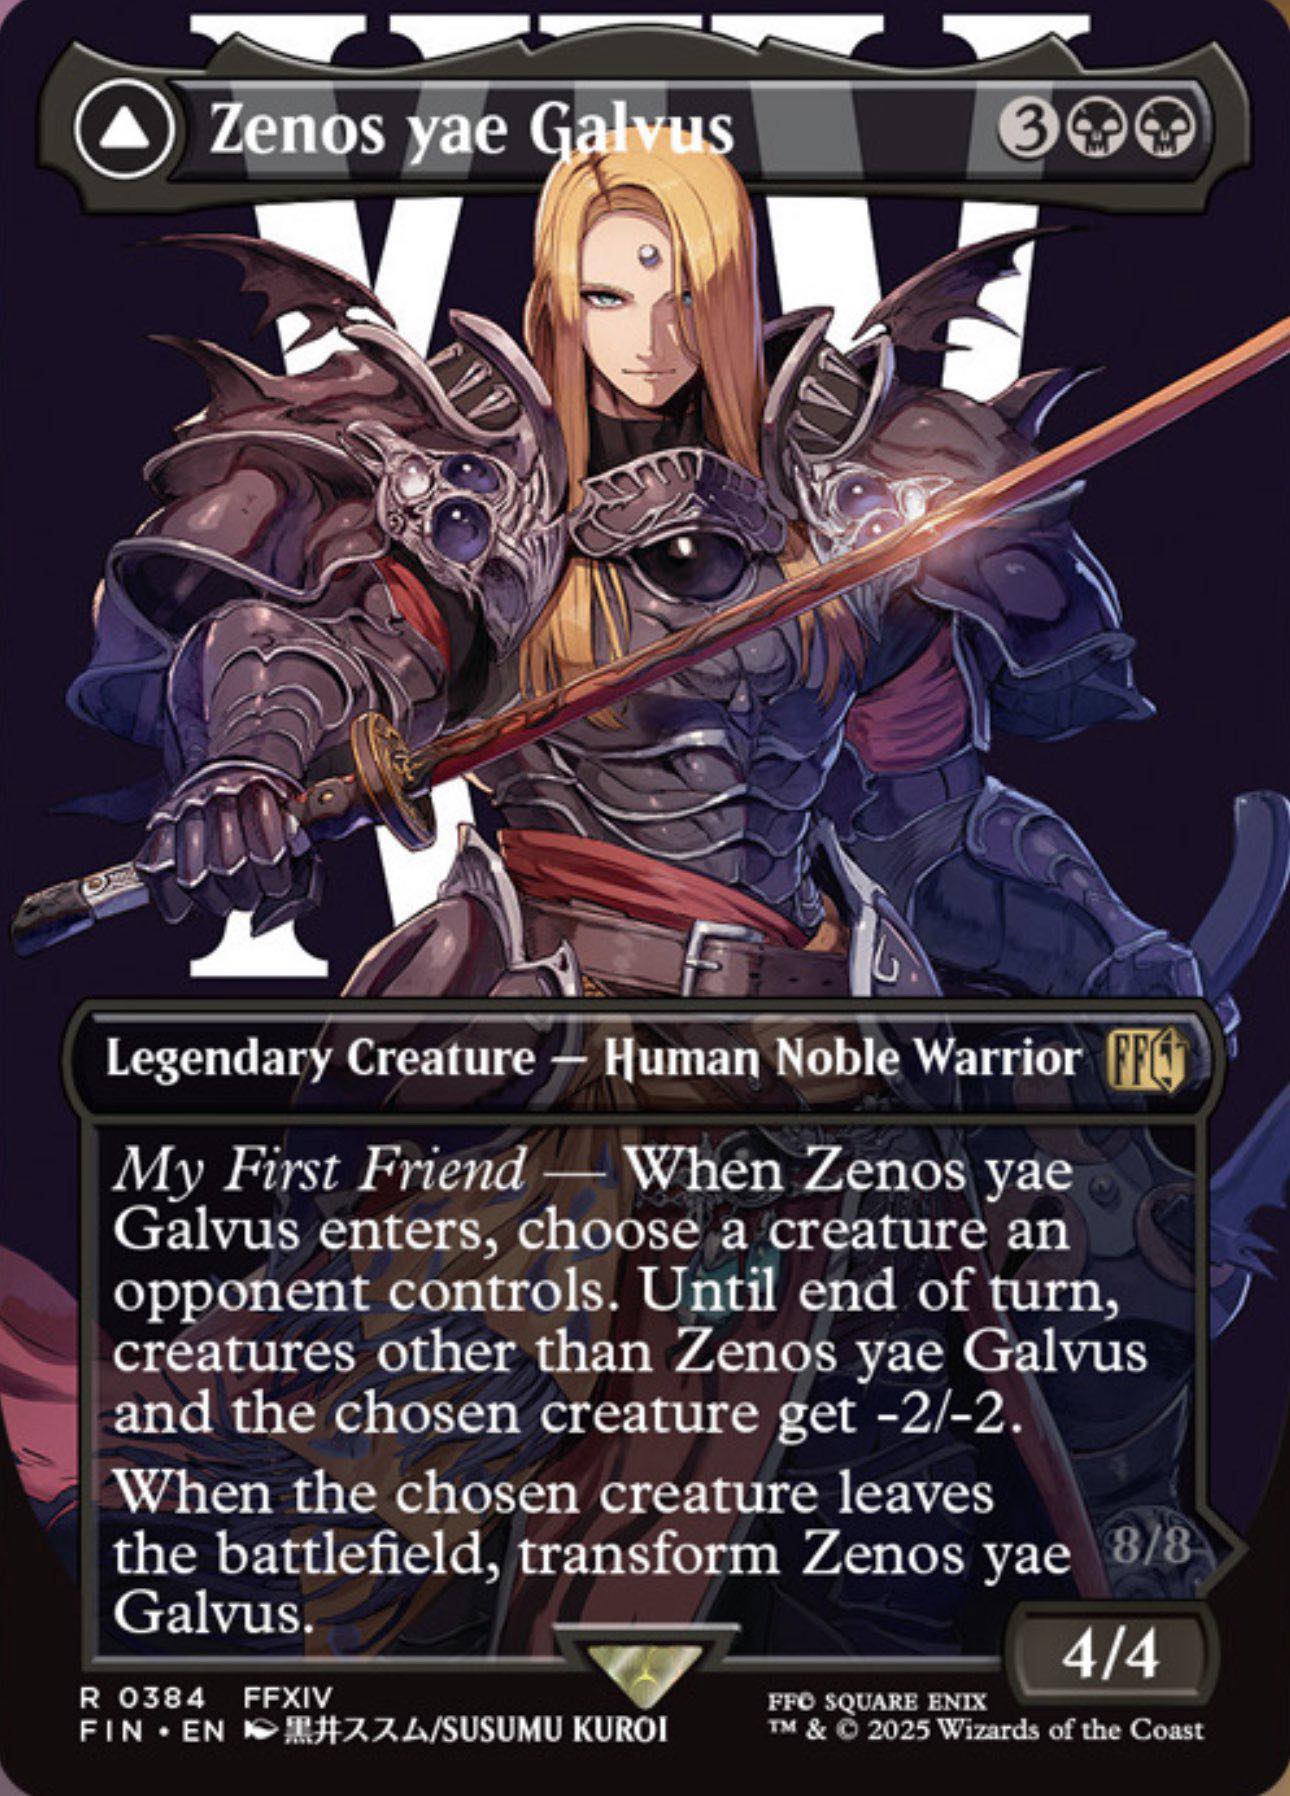 XIV
Zenos yae Galvus 3
Legendary Creature — Human Noble Warrior FF
My First Friend — When Zenos yae
Galvus enters, choose a creature an
opponent controls. Until end of turn,
creatures other than Zenos yae Galvus
and the chosen creature get -2/-2.
When the chosen creature leaves
the battlefield, transform Zenos yae
Galvus.
8/8
4/4
R 0384 FFXIV
FIN • EN 黒井ススム/SUSUMU KUROI
FF© SQUARE ENIX
™ & © 2025 Wizards of the Coast